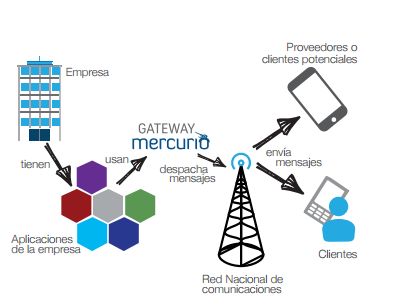 Proveedores o
clientes potenciales
Empresa
GATEWAY
mercurio
tienen
usan
despacha
mensajes
envía
mensajes
Aplicaciones
de la empresa
Clientes
Red Nacional de
comunicaciones